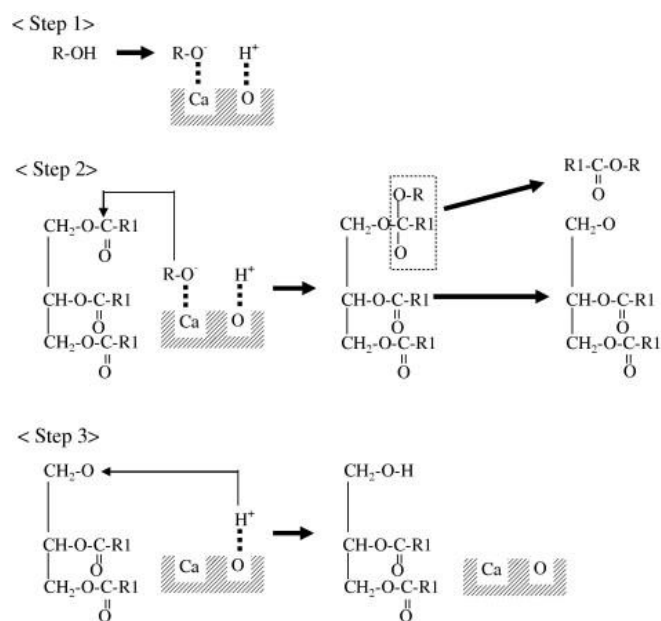 < Step 1>
R-OH R-O⁻ H⁺
Ca O
< Step 2>
R1-C-O-R
O
O-R
CH₂-O-C-R1 CH₂-O-C-R1 CH₂-O
O O
R-O⁻ H⁺
CH-O-C-R1 Ca O CH-O-C-R1 CH-O-C-R1
O O O
CH₂-O-C-R1 CH₂-O-C-R1 CH₂-O-C-R1
O O O
< Step 3>
CH₂-O CH₂-O-H
H⁺
CH-O-C-R1 Ca O CH-O-C-R1 Ca O
O O
CH₂-O-C-R1 CH₂-O-C-R1
O O